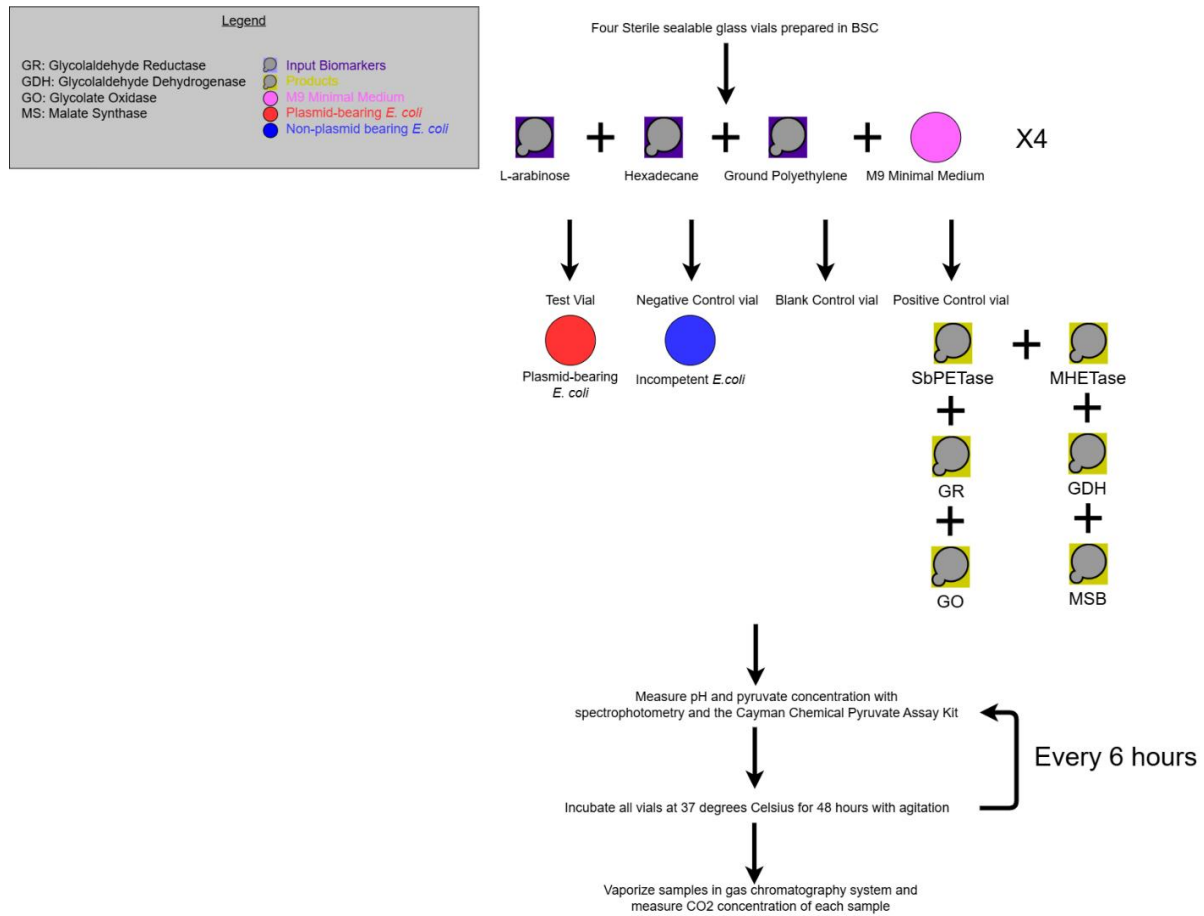 Legend
GR: Glycolaldehyde Reductase
GDH: Glycolaldehyde Dehydrogenase
GO: Glycolate Oxidase
MS: Malate Synthase
Input Biomarkers
Products
M9 Minimal Medium
Plasmid-bearing E. coli
Non-plasmid bearing E. coli
Four Sterile sealable glass vials prepared in BSC
+ + + X4
L-arabinose Hexadecane Ground Polyethylene M9 Minimal Medium
Test Vial Negative Control vial Blank Control vial Positive Control vial
Plasmid-bearing
E. coli
Incompetent E.coli
+
SbPETase MHETase
+ +
GR GDH
+ +
GO MSB
Measure pH and pyruvate concentration with
spectrophotometry and the Cayman Chemical Pyruvate Assay Kit
Every 6 hours
Incubate all vials at 37 degrees Celsius for 48 hours with agitation
Vaporize samples in gas chromatography system and
measure CO2 concentration of each sample